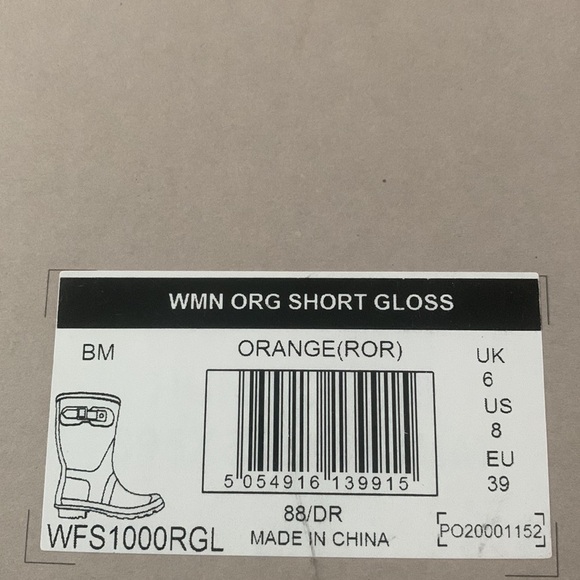 WMN ORG SHORT GLOSS
BM
ORANGE(ROR)
UK
6
US
8
EU
39
5 054916 139915
88/DR
WFS1000RGL
MADE IN CHINA
PO20001152